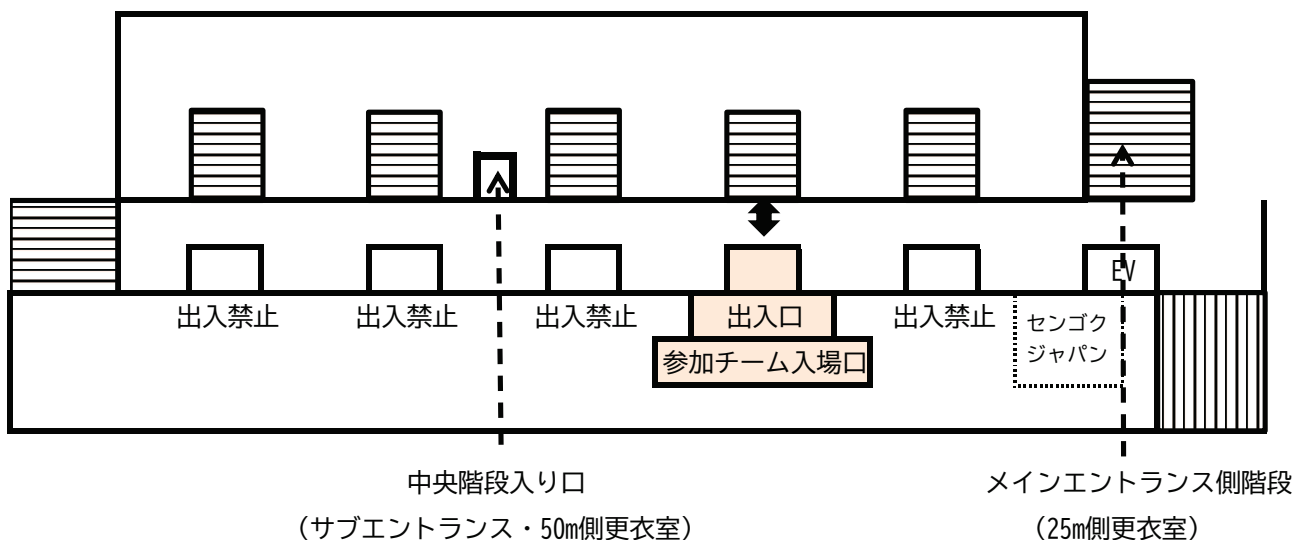 EV
出入禁止
出入禁止
出入禁止
出入口
出入禁止
センゴク
ジャパン
参加チーム入場口
中央階段入り口
(サブエントランス・50m側更衣室)
メインエントランス側階段
(25m側更衣室)